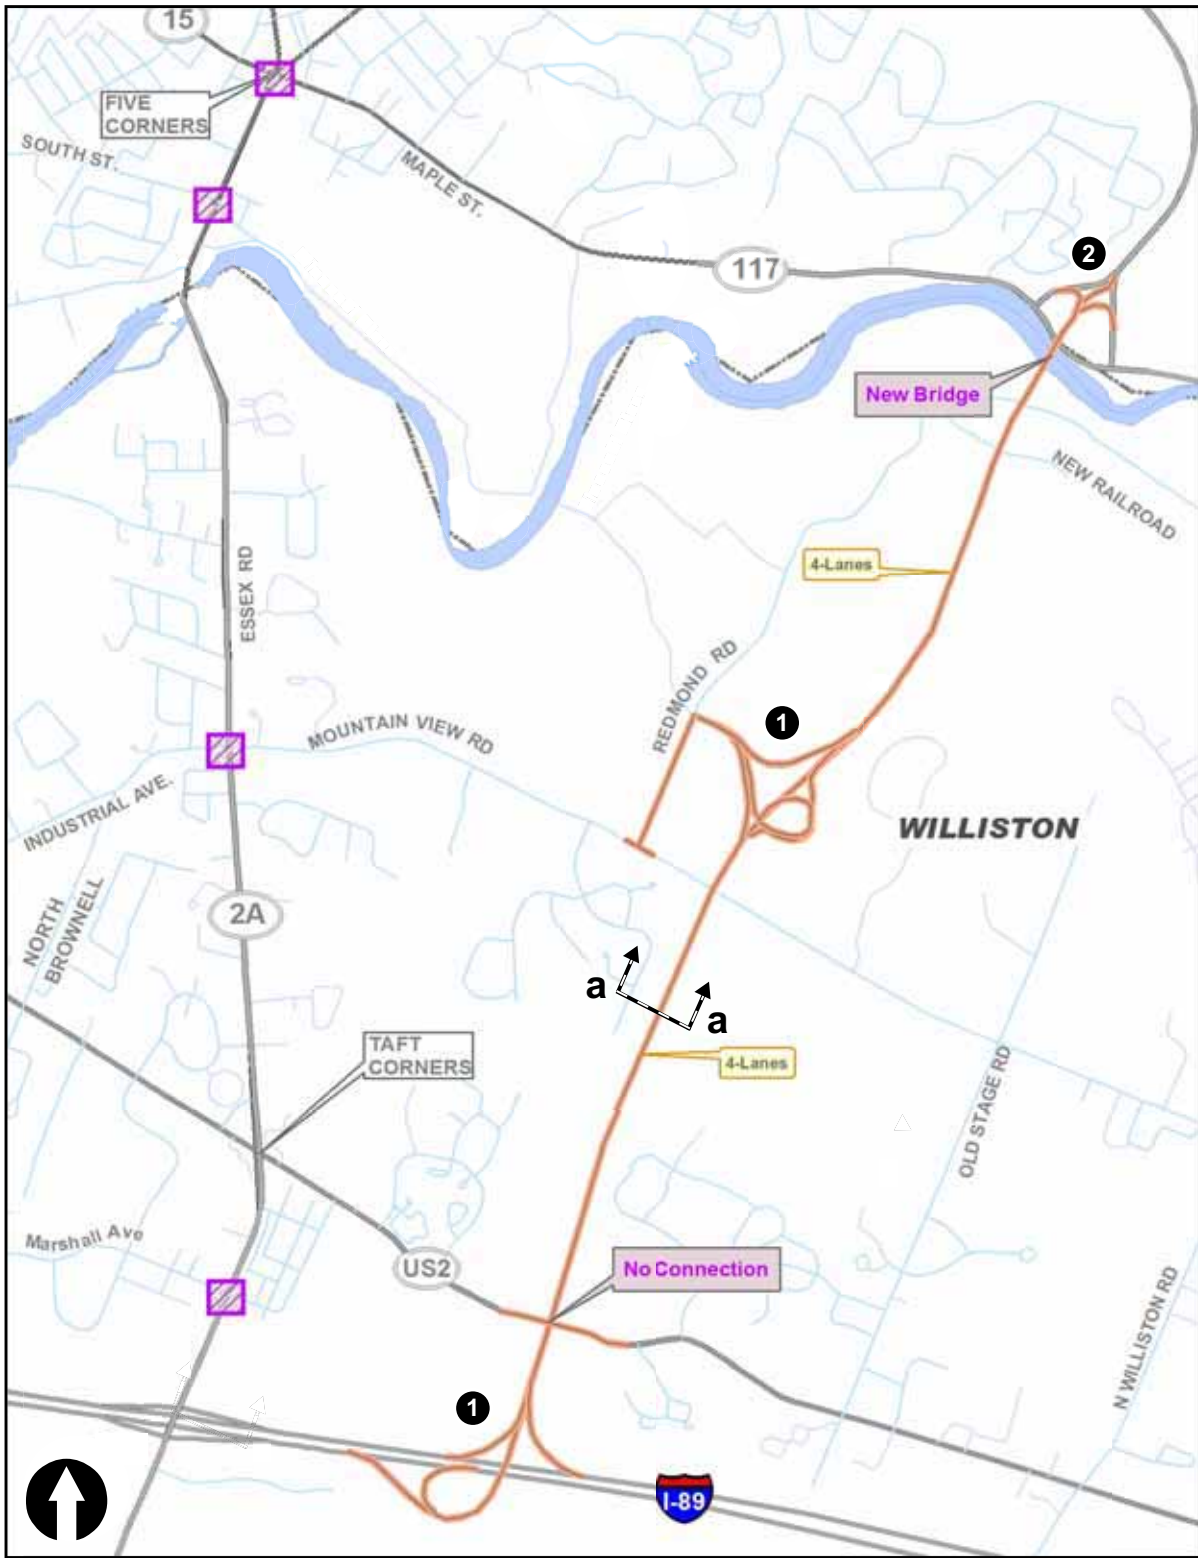 15
FIVE
CORNERS
SOUTH ST.
MAPLE ST.
117
2
New Bridge
NEW RAILROAD
4-Lanes
ESSEX RD
REDMOND RD
1
MOUNTAIN VIEW RD
INDUSTRIAL AVE.
WILLISTON
2A
NORTH
BROWNELL
a
a
TAFT
CORNERS
4-Lanes
OLD STAGE RD
Marshall Ave
US2
No Connection
N WILLISTON RD
1
I-89